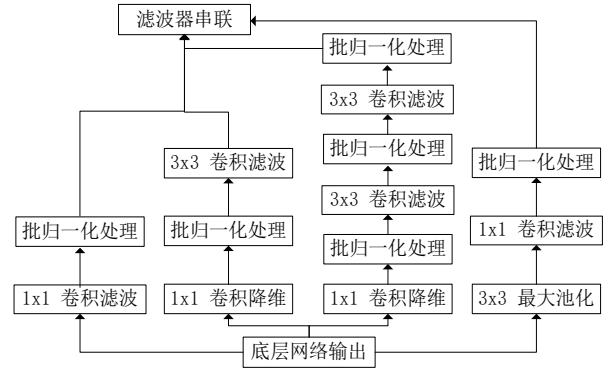 滤波器串联
批归一化处理
3x3 卷积滤波
3x3 卷积滤波
批归一化处理
批归一化处理
批归一化处理
批归一化处理
3x3 卷积滤波
1x1 卷积滤波
批归一化处理
1x1 卷积滤波
1x1 卷积降维
1x1 卷积降维
3x3 最大池化
底层网络输出